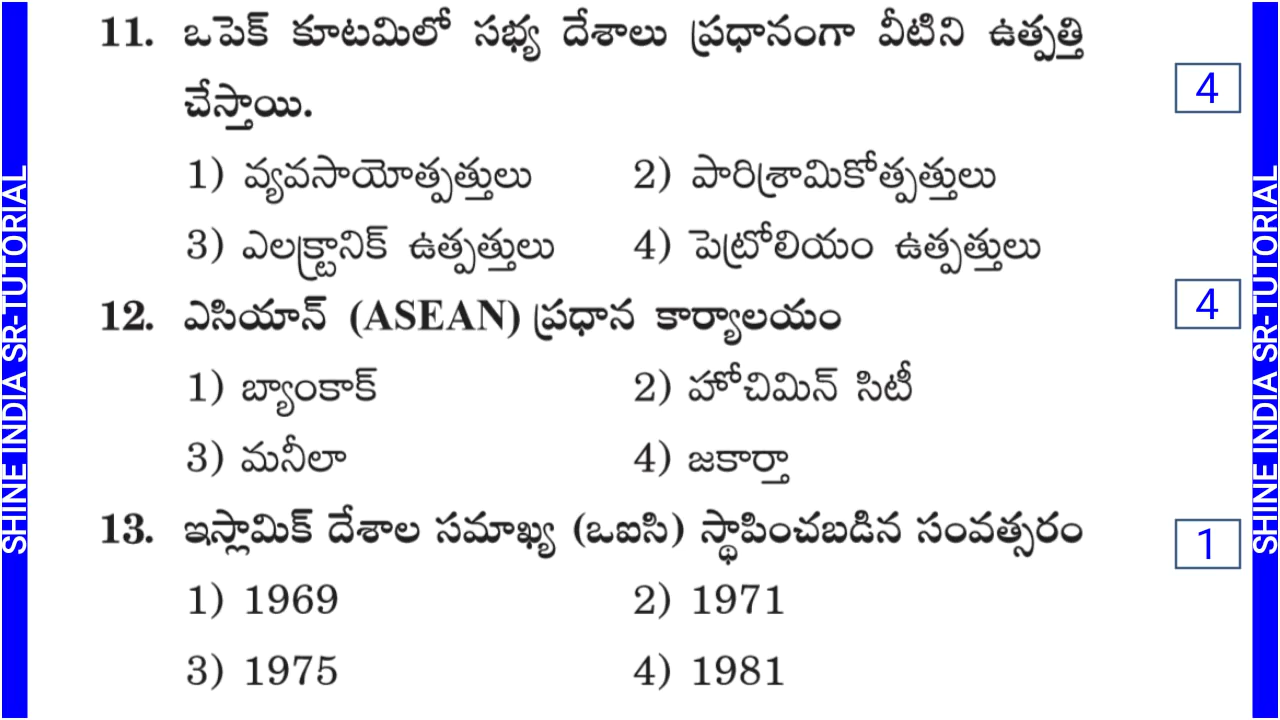 11. ఒపెక్ కూటమిలో సభ్య దేశాలు ప్రధానంగా వీటిని ఉత్పత్తి
చేస్తాయి.
4
1) వ్యవసాయోత్పత్తులు 2) పారిశ్రామికోత్పత్తులు
3) ఎలక్ట్రానిక్ ఉత్పత్తులు 4) పెట్రోలియం ఉత్పత్తులు
12. ఎసియాన్ (ASEAN) ప్రధాన కార్యాలయం
4
1) బ్యాంకాక్ 2) హోచిమిన్ సిటీ
3) మనీలా 4) జకార్తా
13. ఇస్లామిక్ దేశాల సమాఖ్య (ఒఐసి) స్థాపించబడిన సంవత్సరం
1
1) 1969 2) 1971
3) 1975 4) 1981
SHINE INDIA SR-TUTORIAL
SHINE INDIA SR-TUTORIAL